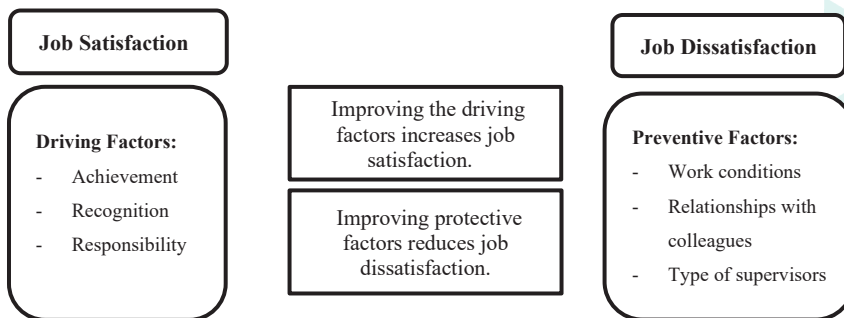 Job Satisfaction
Driving Factors:
- Achievement
- Recognition
- Responsibility
Improving the driving
factors increases job
satisfaction.
Improving protective
factors reduces job
dissatisfaction.
Job Dissatisfaction
Preventive Factors:
- Work conditions
- Relationships with
colleagues
- Type of supervisors